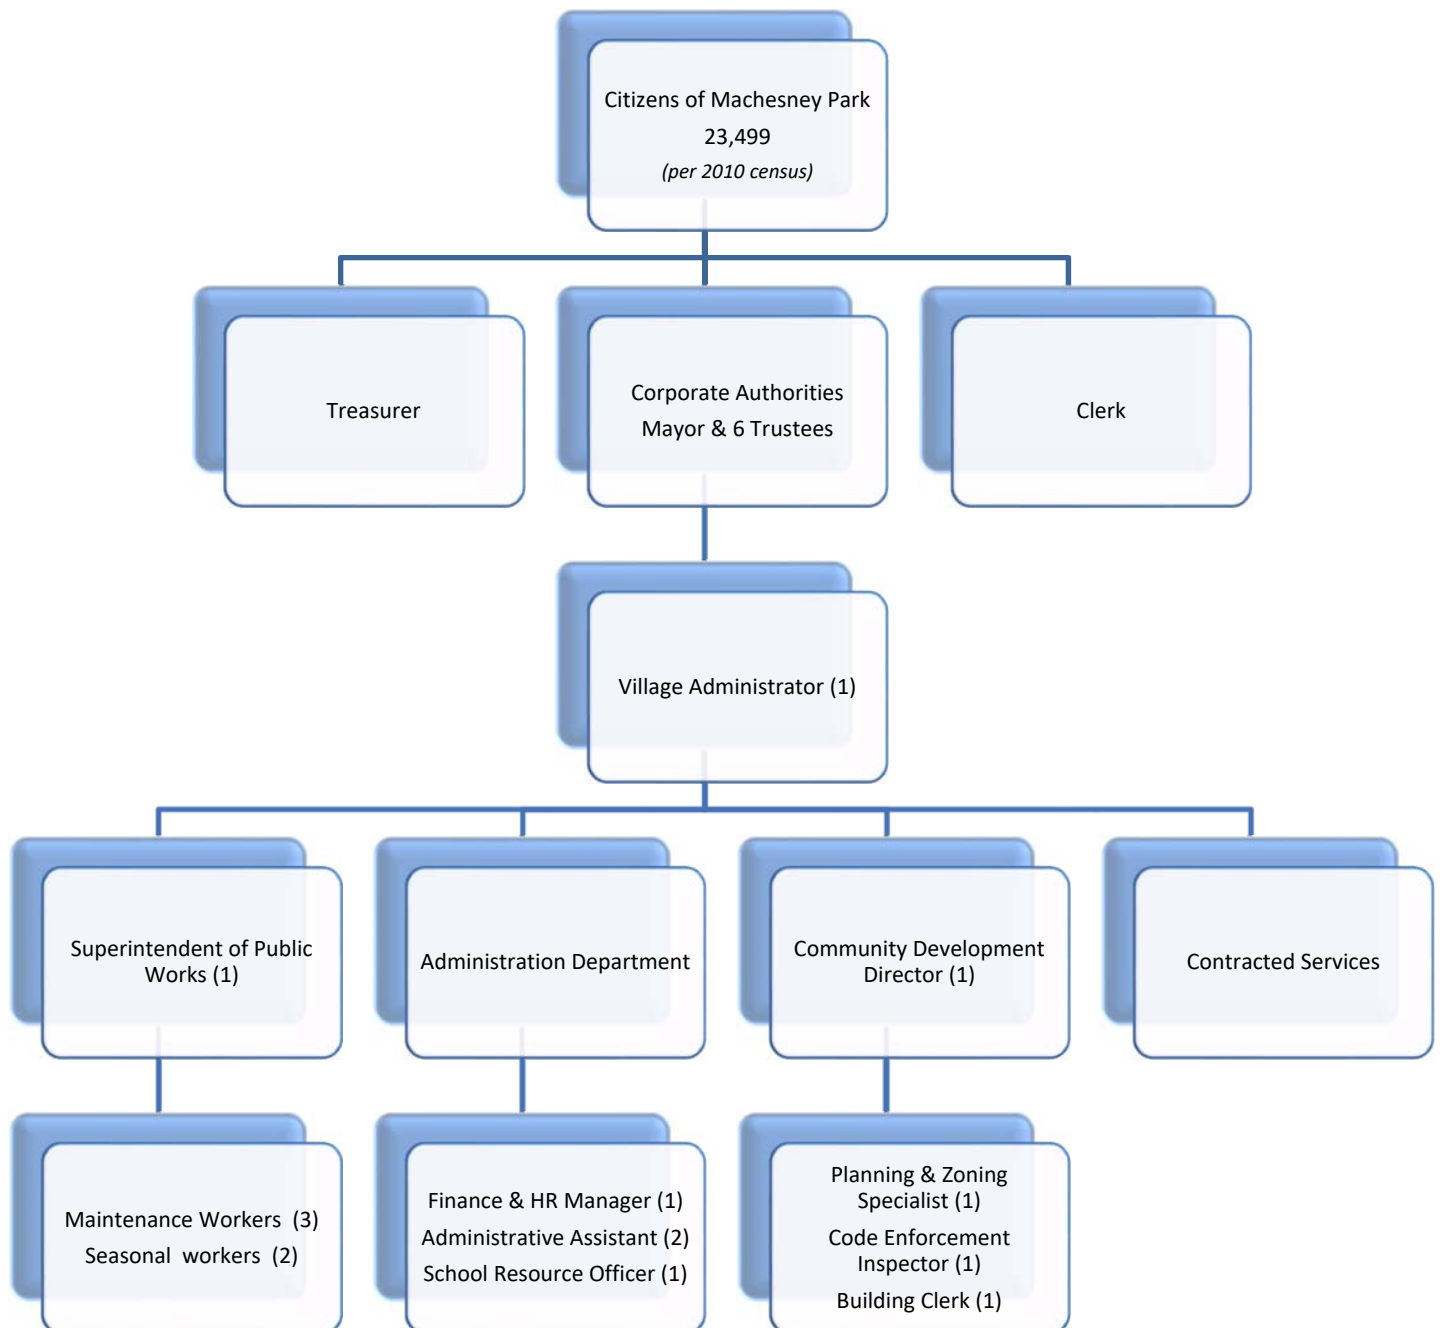 Citizens of Machesney Park
23,499
(per 2010 census)
Treasurer
Corporate Authorities
Mayor & 6 Trustees
Clerk
Village Administrator (1)
Superintendent of Public
Works (1)
Administration Department
Community Development
Director (1)
Contracted Services
Maintenance Workers (3)
Seasonal workers (2)
Finance & HR Manager (1)
Administrative Assistant (2)
School Resource Officer (1)
Planning & Zoning
Specialist (1)
Code Enforcement
Inspector (1)
Building Clerk (1)